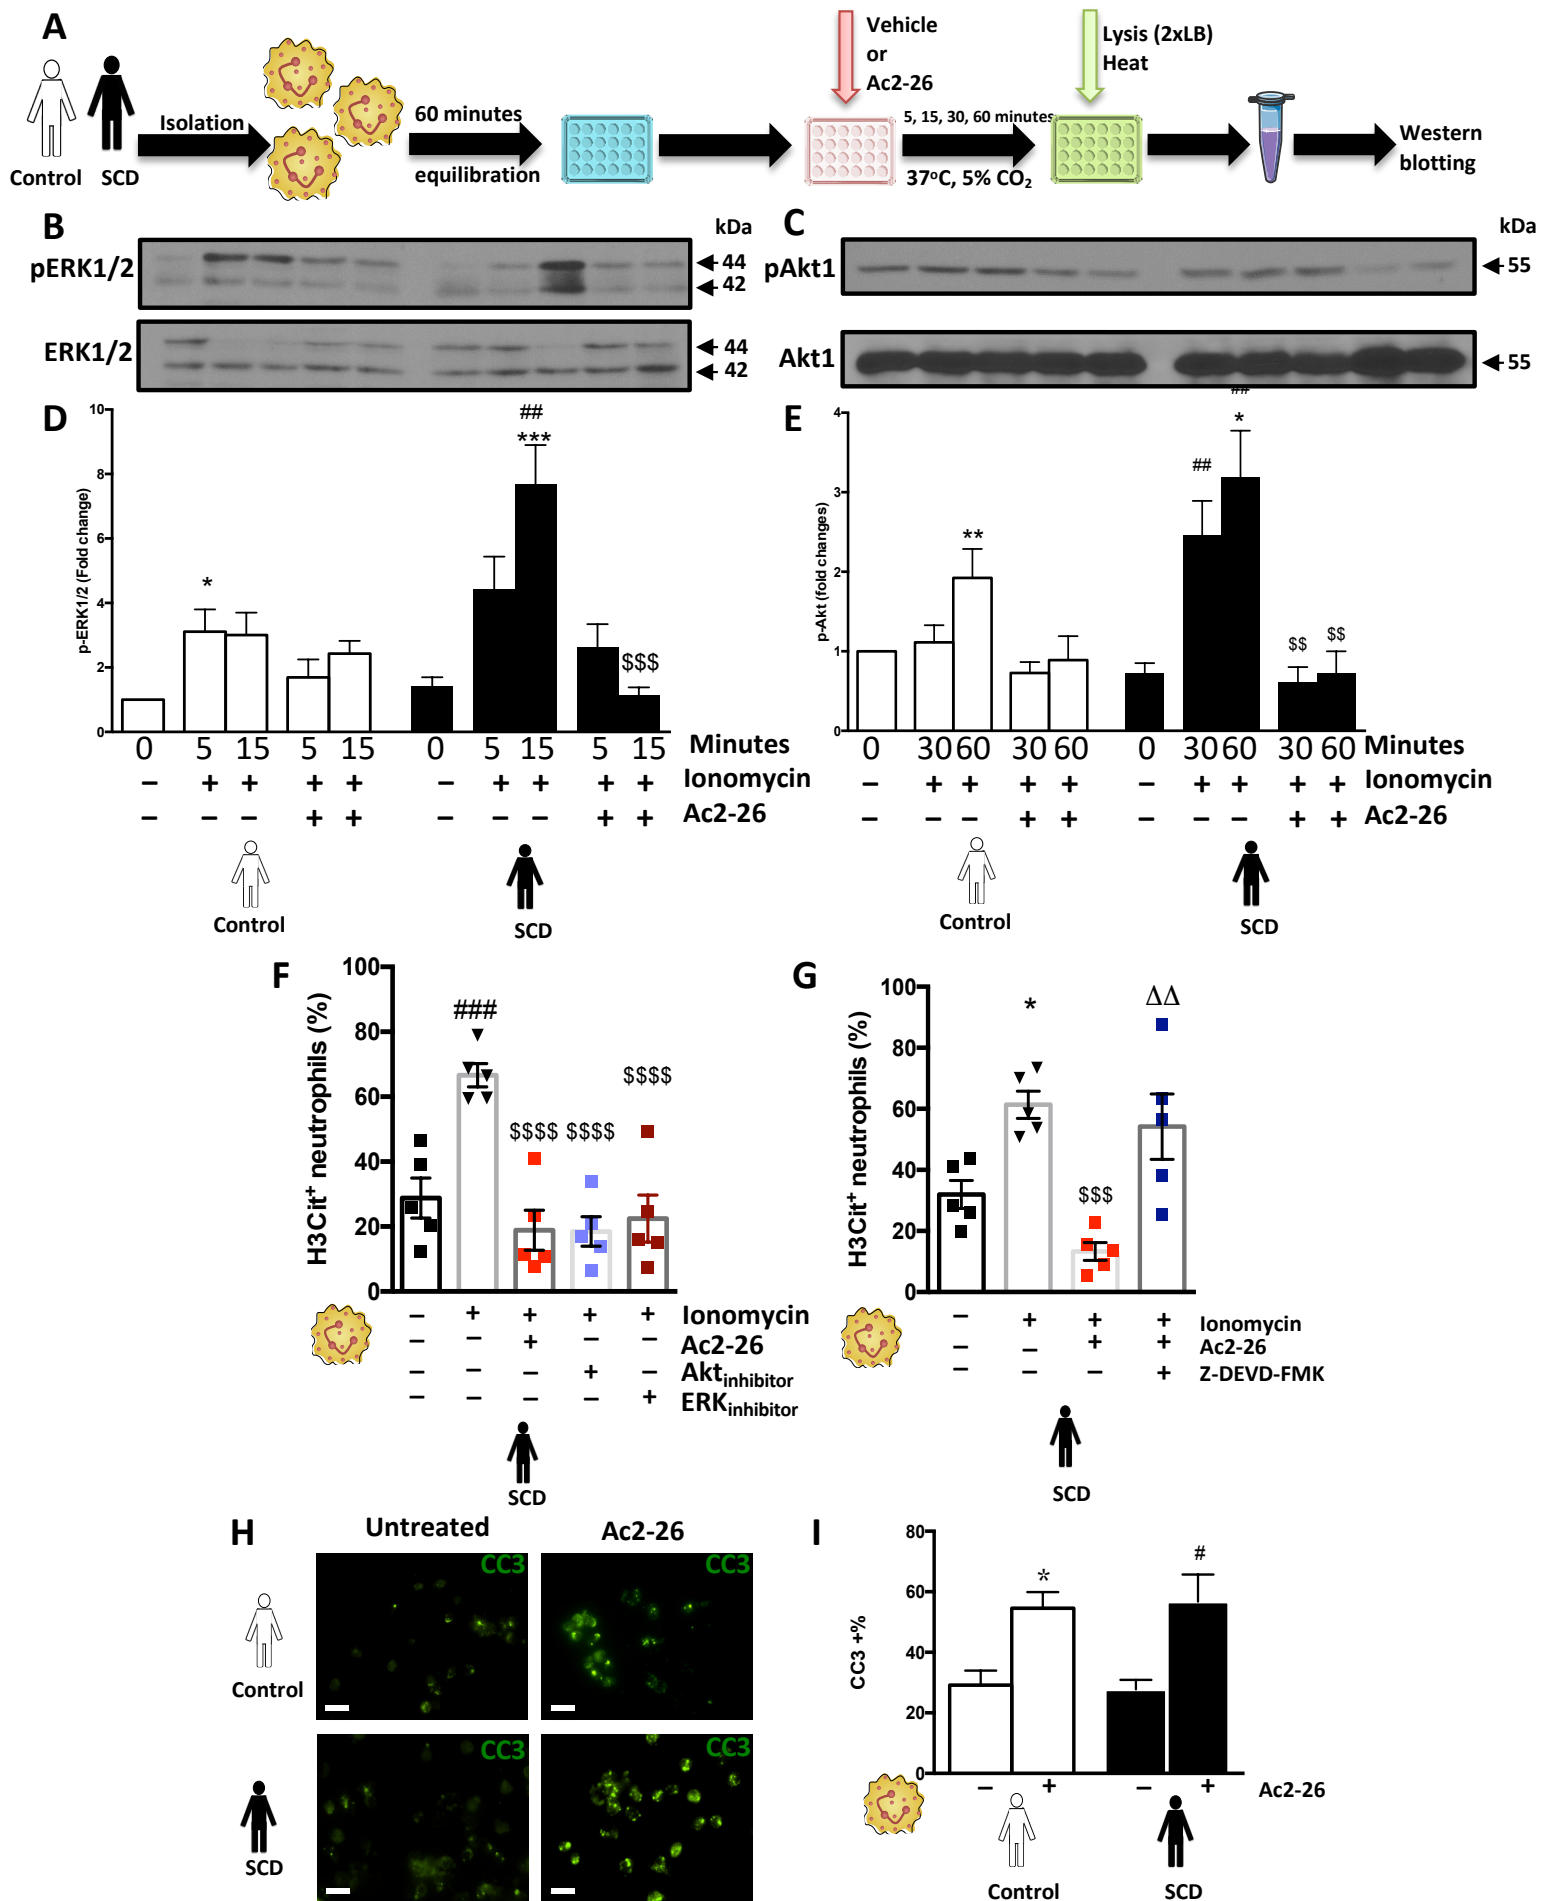 A
Control SCD
Isolation
60 minutes
equilibration
Vehicle
or
Ac2-26
5, 15, 30, 60 minutes
37°C, 5% CO₂
Lysis (2xLB)
Heat
Western
blotting
B
kDa
pERK1/2
44
42
ERK1/2
44
42
C
kDa
pAkt1
55
Akt1
55
D
p-ERK1/2 (Fold change)
10
8
6
4
2
0
*
##
***
$$$
0 5 15 5 15 0 5 15 5 15 Minutes
− + + + + − + + + + Ionomycin
− − − + + − − − + + Ac2-26
Control
SCD
E
p-Akt (fold changes)
4
3
2
1
0
**
##
##
*
$$
$$
0 30 60 30 60 0 30 60 30 60 Minutes
− + + + + − + + + + Ionomycin
− − − + + − − − + + Ac2-26
Control
SCD
F
H3Cit⁺ neutrophils (%)
100
80
60
40
20
0
###
$$$$
$$$$
$$$$
− + + + + Ionomycin
− − + − − Ac2-26
− − − + − Aktinhibitor
− − − − + ERKinhibitor
SCD
G
H3Cit⁺ neutrophils (%)
100
80
60
40
20
0
*
$$$
ΔΔ
− + + + Ionomycin
− − + + Ac2-26
− − − + Z-DEVD-FMK
SCD
H
Untreated Ac2-26
CC3 CC3
Control
CC3 CC3
SCD
I
CC3 +%
80
60
40
20
0
*
#
− + − + Ac2-26
Control SCD